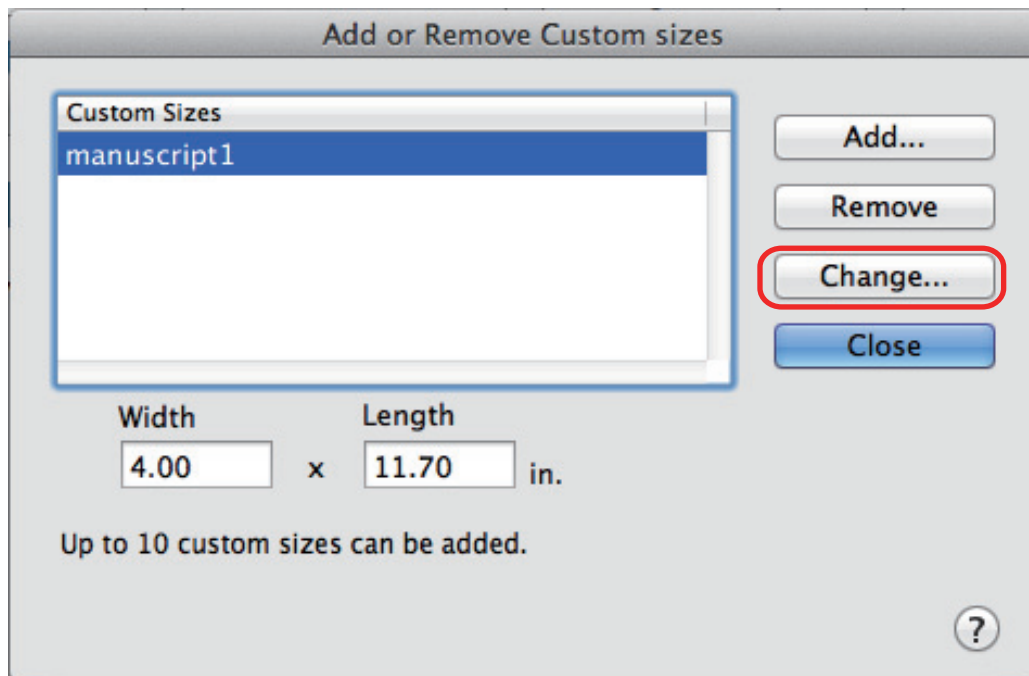 Add or Remove Custom sizes
Custom Sizes
manuscript1
Add...
Remove
Change...
Close
Width
Length
4.00
x
11.70
in.
Up to 10 custom sizes can be added.
?